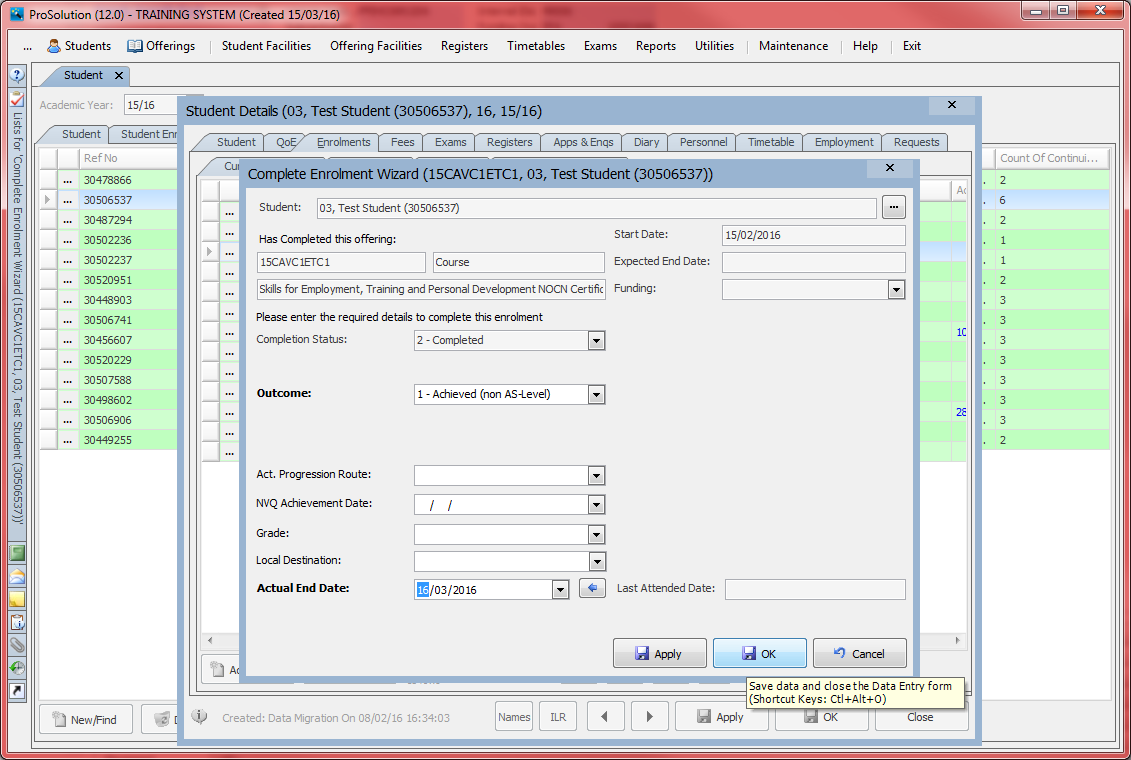 ProSolution (12.0) - TRAINING SYSTEM (Created 15/03/16)
... Students Offerings Student Facilities Offering Facilities Registers Timetables Exams Reports Utilities Maintenance Help Exit
Student
Academic Year: 15/16
Student Student Enr
Lists for 'Complete Enrolment Wizard (15CAVC1ETC1, 03, Test Student (30506537))'
Ref No
Count Of Continui...
... 30478866 2
... 30506537 6
... 30487294 2
... 30502236 1
... 30502237 1
... 30520951 2
... 30448903 3
... 30506741 3
... 30456607 3
... 30520229 3
... 30507588 3
... 30498602 3
... 30506906 3
... 30449255 2
New/Find
D
Student Details (03, Test Student (30506537), 16, 15/16)
Student QoE Enrolments Fees Exams Registers Apps & Enqs Diary Personnel Timetable Employment Requests
Cu
Ac
10
28
Ac
Complete Enrolment Wizard (15CAVC1ETC1, 03, Test Student (30506537))
Student: 03, Test Student (30506537) ...
Has Completed this offering:
Start Date: 15/02/2016
15CAVC1ETC1 Course
Expected End Date:
Skills for Employment, Training and Personal Development NOCN Certific
Funding:
Please enter the required details to complete this enrolment
Completion Status: 2 - Completed
Outcome: 1 - Achieved (non AS-Level)
Act. Progression Route:
NVQ Achievement Date: / /
Grade:
Local Destination:
Actual End Date: 16/03/2016
Last Attended Date:
Apply OK Cancel
Save data and close the Data Entry form
(Shortcut Keys: Ctl+Alt+O)
Created: Data Migration On 08/02/16 16:34:03
Names ILR Apply OK Close